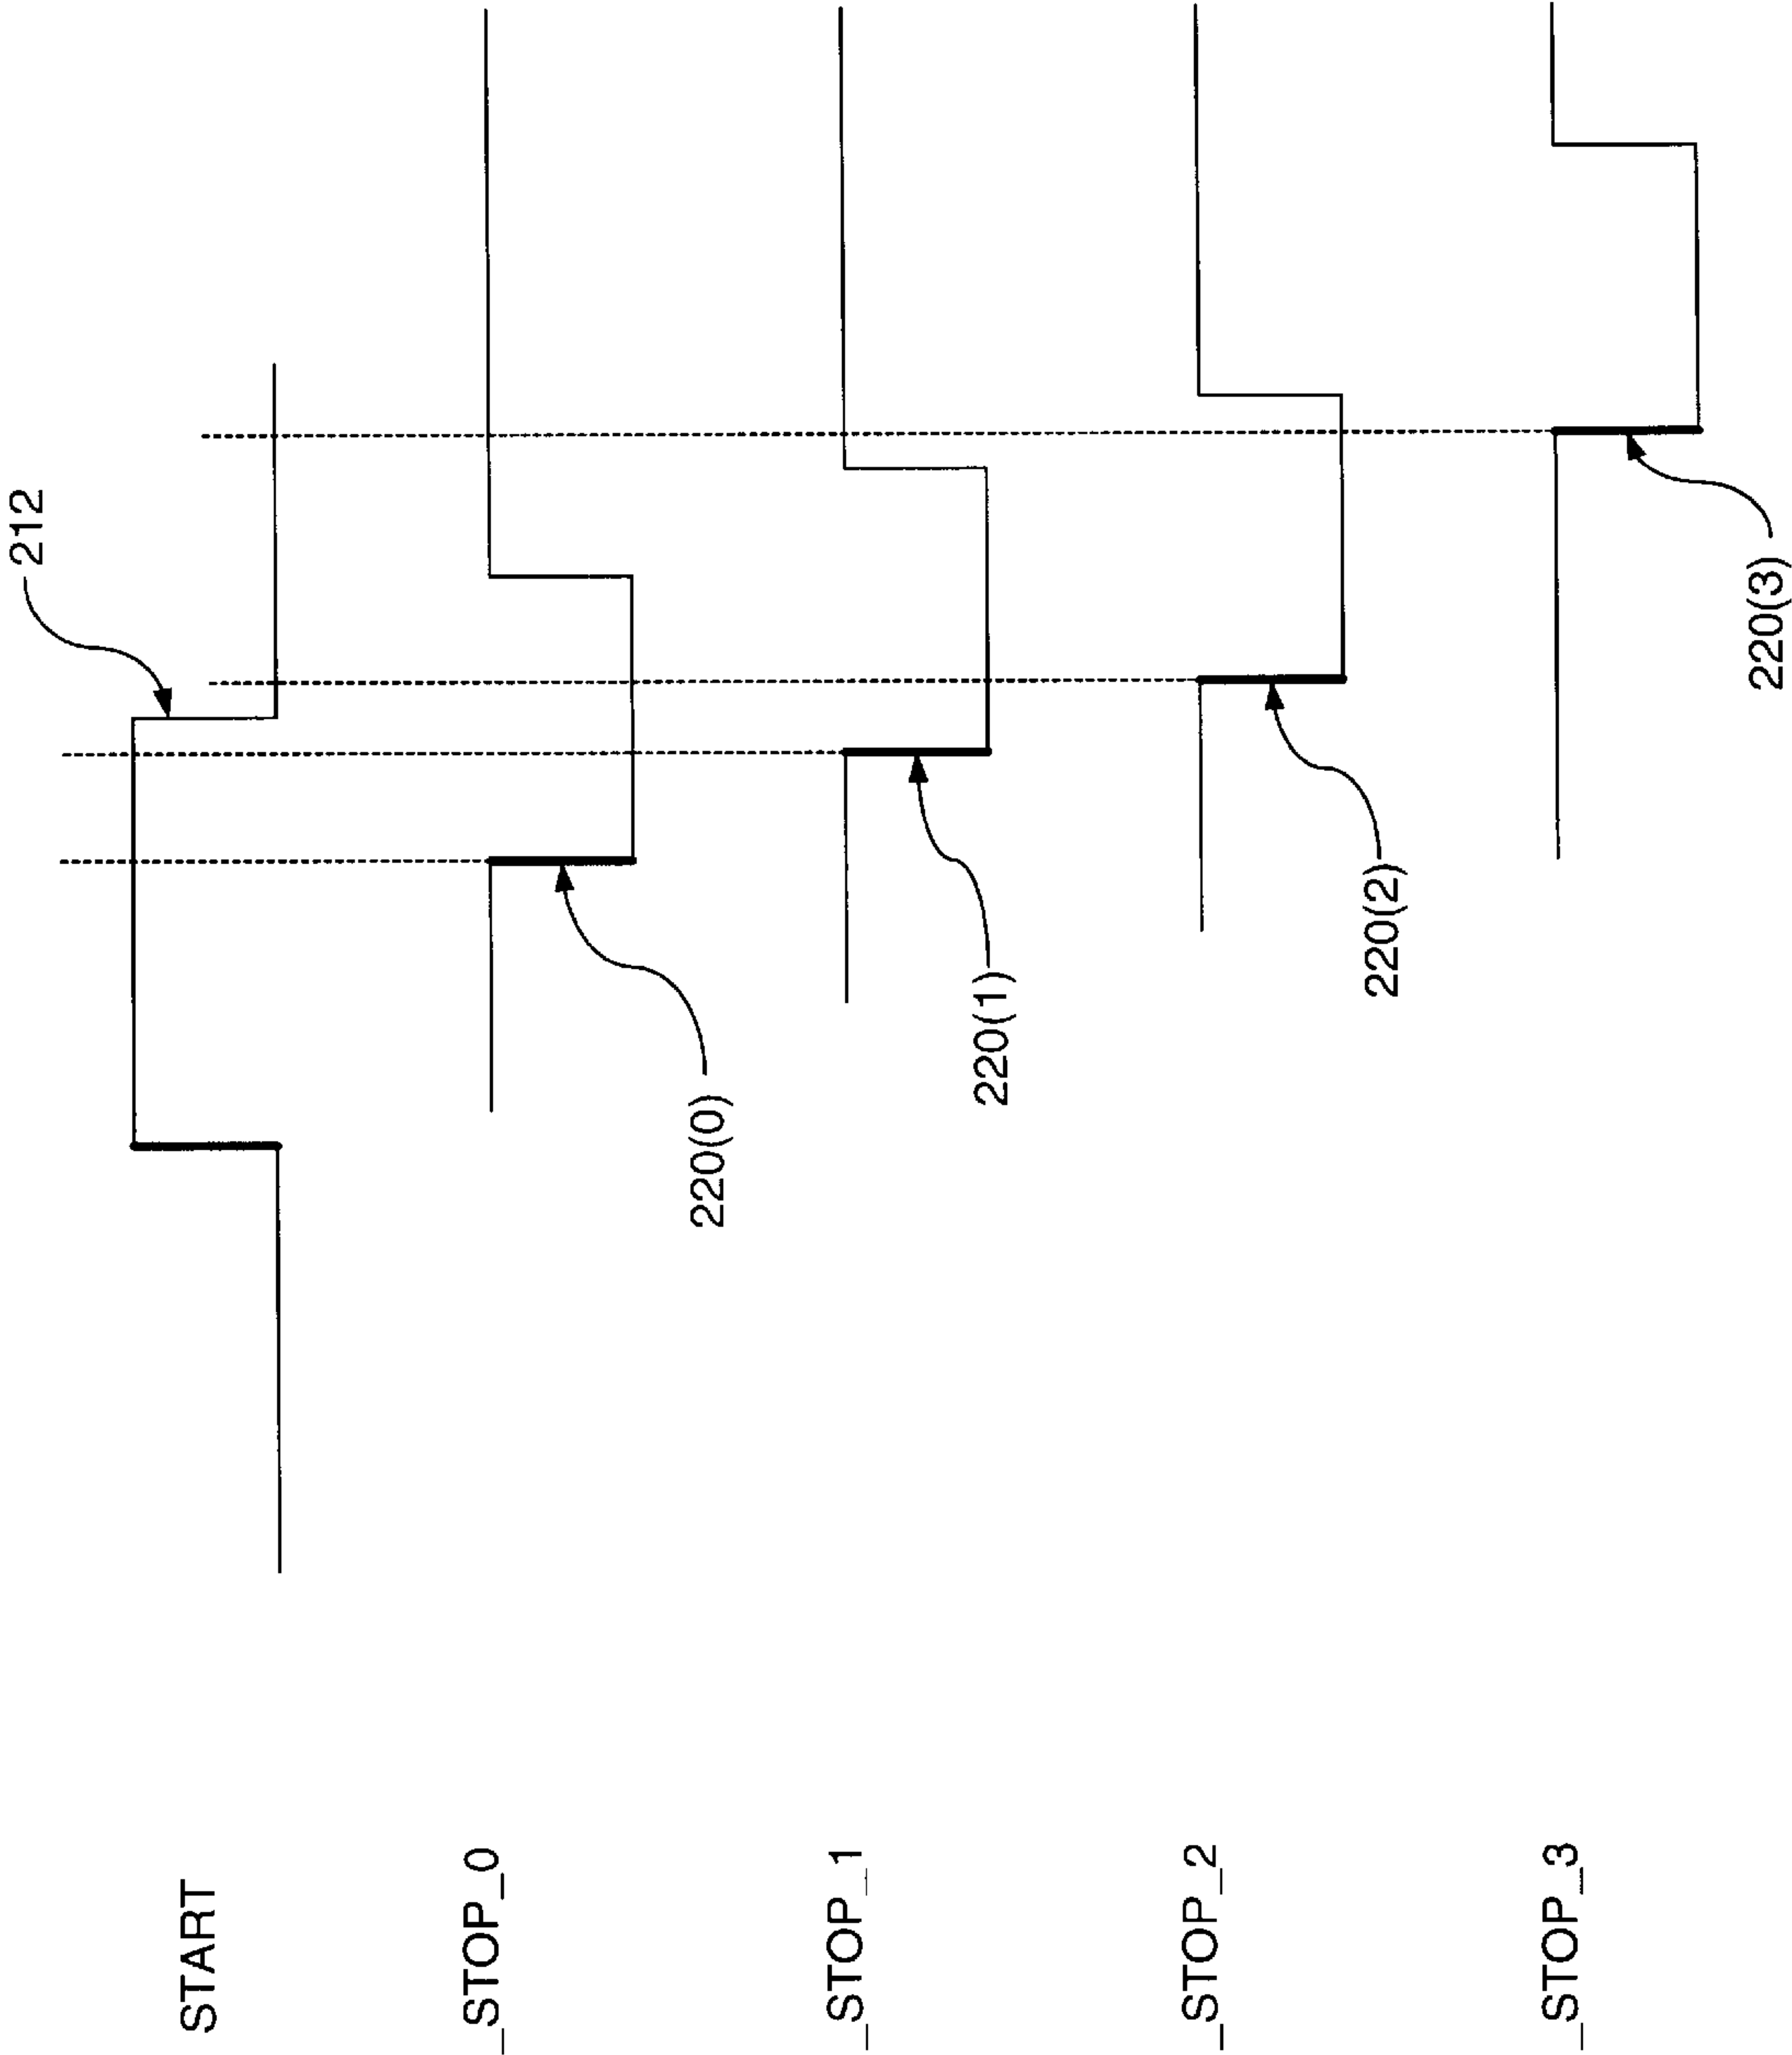 START
212
_STOP_0
220(0)
_STOP_1
220(1)
_STOP_2
220(2)
_STOP_3
220(3)